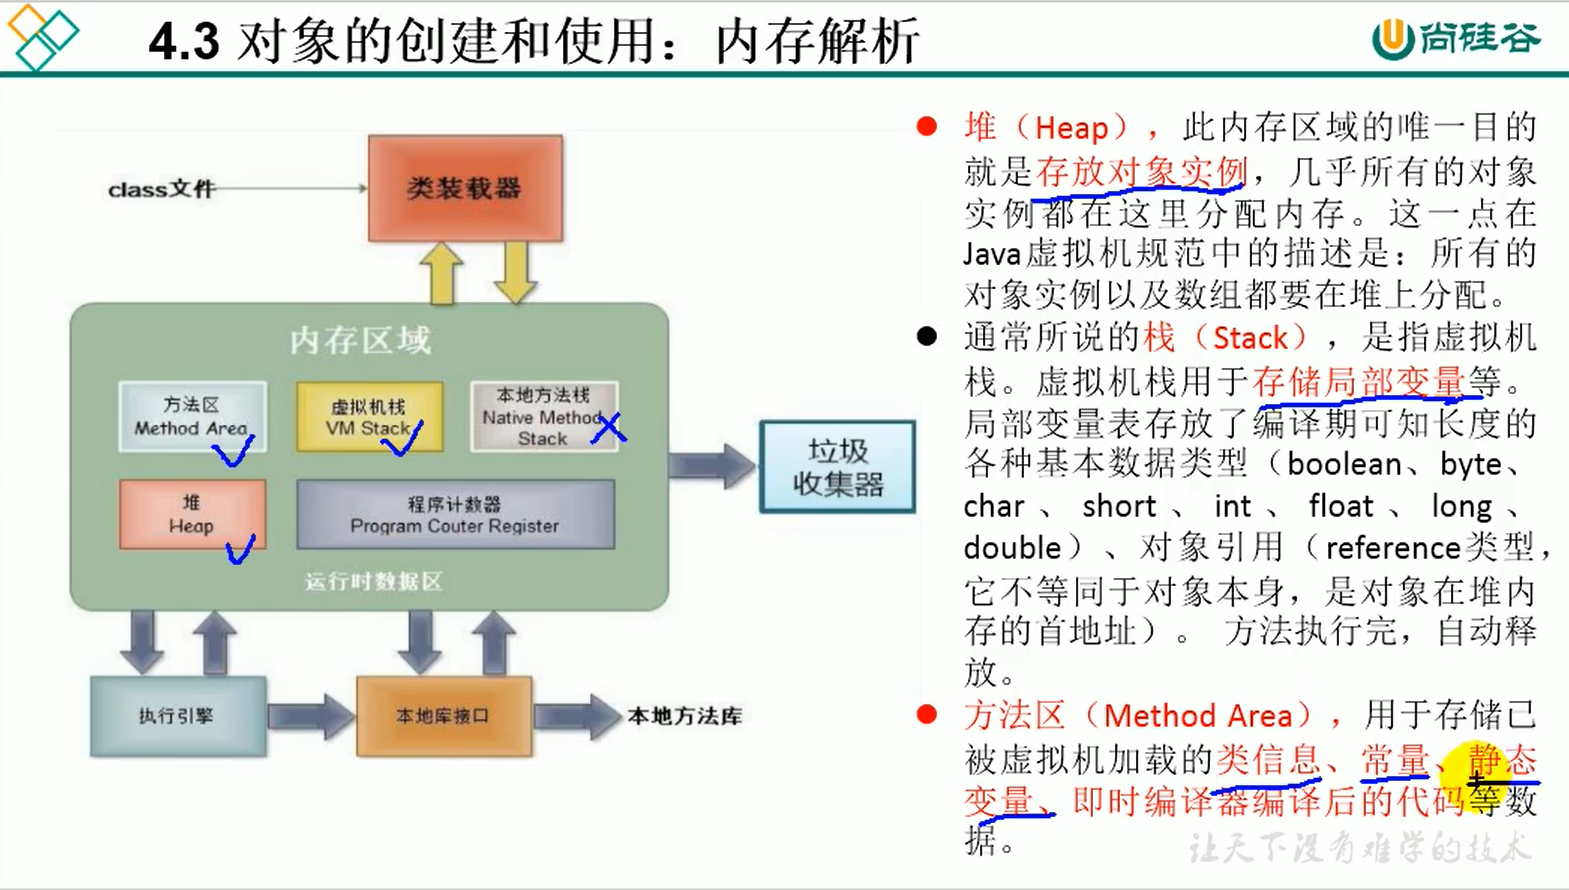 4.3 对象的创建和使用：内存解析
尚硅谷
class文件
类装载器
内存区域
方法区
Method Area
虚拟机栈
VM Stack
本地方法栈
Native Method
Stack
堆
Heap
程序计数器
Program Couter Register
运行时数据区
垃圾
收集器
执行引擎
本地库接口
本地方法库
堆（Heap），此内存区域的唯一目的
就是存放对象实例，几乎所有的对象
实例都在这里分配内存。这一点在
Java虚拟机规范中的描述是：所有的
对象实例以及数组都要在堆上分配。
通常所说的栈（Stack），是指虚拟机
栈。虚拟机栈用于存储局部变量等。
局部变量表存放了编译期可知长度的
各种基本数据类型（boolean、byte、
char、short、int、float、long、
double）、对象引用（reference类型，
它不等同于对象本身，是对象在堆内
存的首地址）。 方法执行完，自动释
放。
方法区（Method Area），用于存储已
被虚拟机加载的类信息、常量、静态
变量、即时编译器编译后的代码等数
据。
让天下没有难学的技术